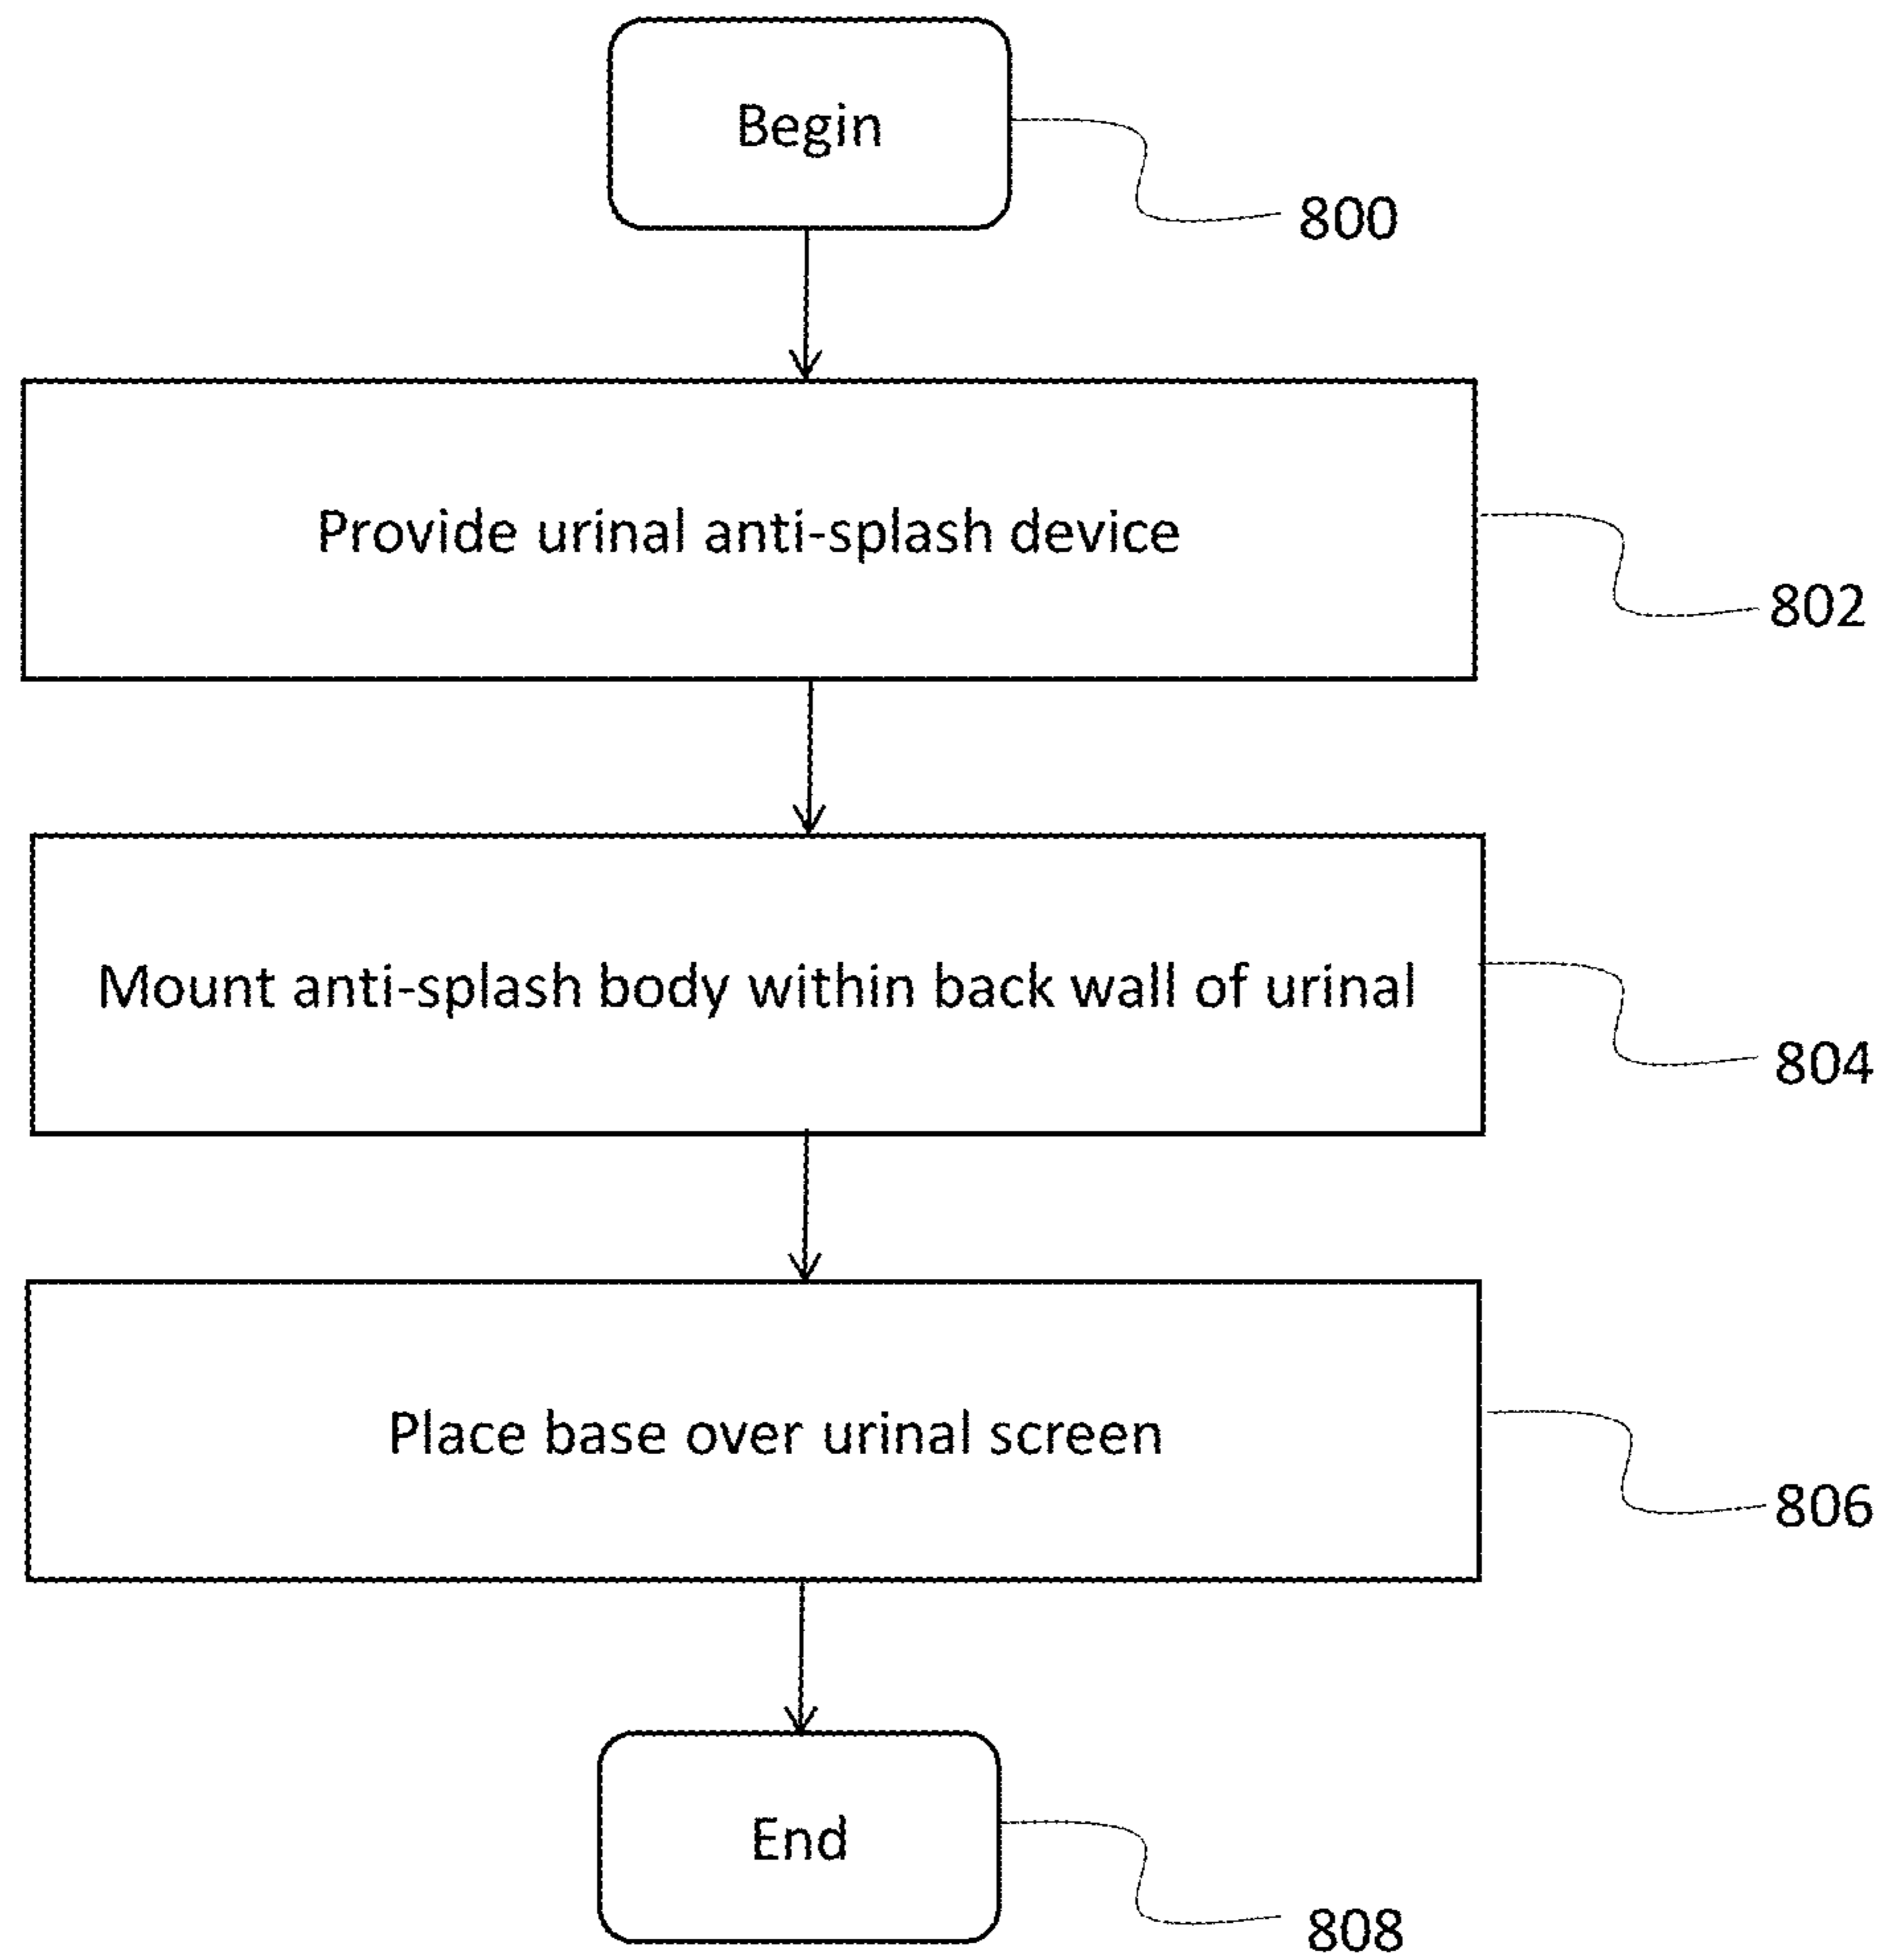 Begin
800
Provide urinal anti-splash device
802
Mount anti-splash body within back wall of urinal
804
Place base over urinal screen
806
End
808